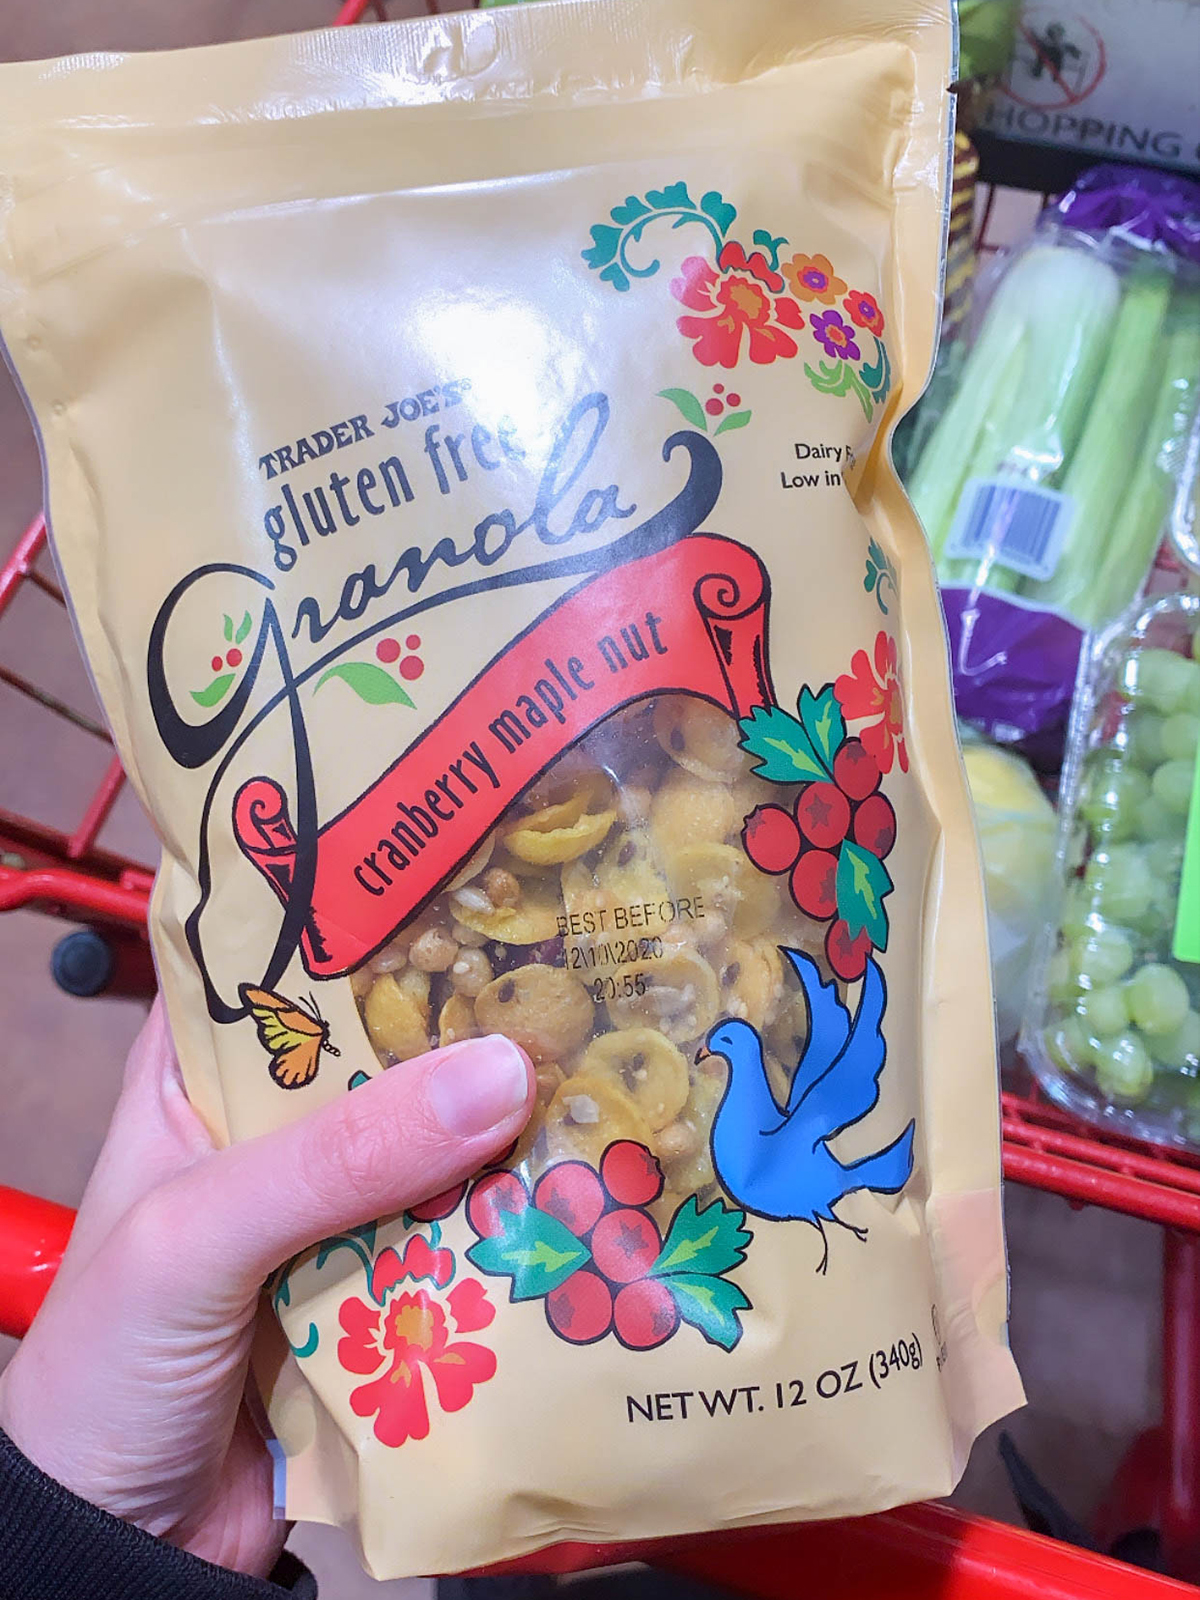 TRADER JOE'S
gluten free
Granola
cranberry maple nut
Dairy
Low in
BEST BEFORE
12\10\2020
20:55
NET WT. 12 OZ (340g)
HOPPING